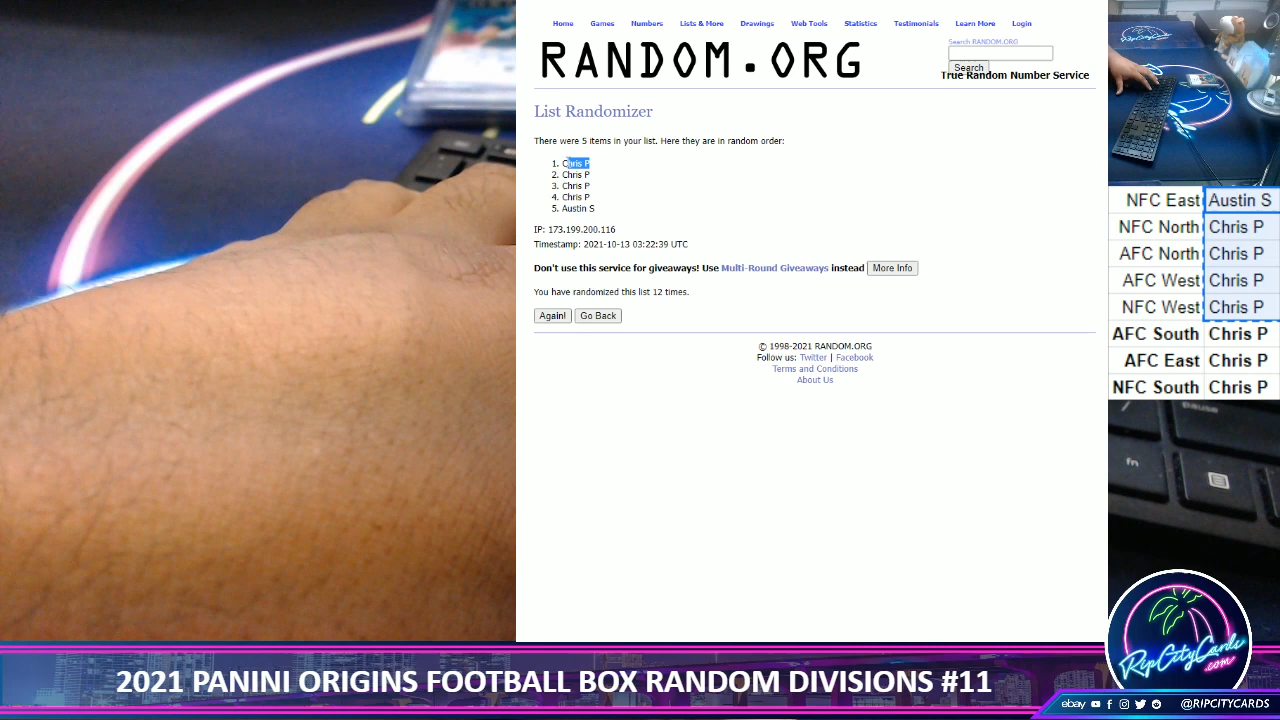 Home Games Numbers Lists & More Drawings Web Tools Statistics Testimonials Learn More Login
RANDOM.ORG
Search RANDOM.ORG
Search
True Random Number Service
List Randomizer
There were 5 items in your list. Here they are in random order:
1. Chris P
2. Chris P
3. Chris P
4. Chris P
5. Austin S
IP: 173.199.200.116
Timestamp: 2021-10-13 03:22:39 UTC
Don't use this service for giveaways! Use Multi-Round Giveaways instead More Info
You have randomized this list 12 times.
Again! Go Back
© 1998-2021 RANDOM.ORG
Follow us: Twitter | Facebook
Terms and Conditions
About Us
NFC East Austin S
NFC North Chris P
AFC North Chris P
AFC West Chris P
NFC West Chris P
AFC South Chris P
AFC East Chris P
NFC South Chris P
Pause
fn
RipCityCards
.com
2021 PANINI ORIGINS FOOTBALL BOX RANDOM DIVISIONS #11
ebay @RIPCITYCARDS